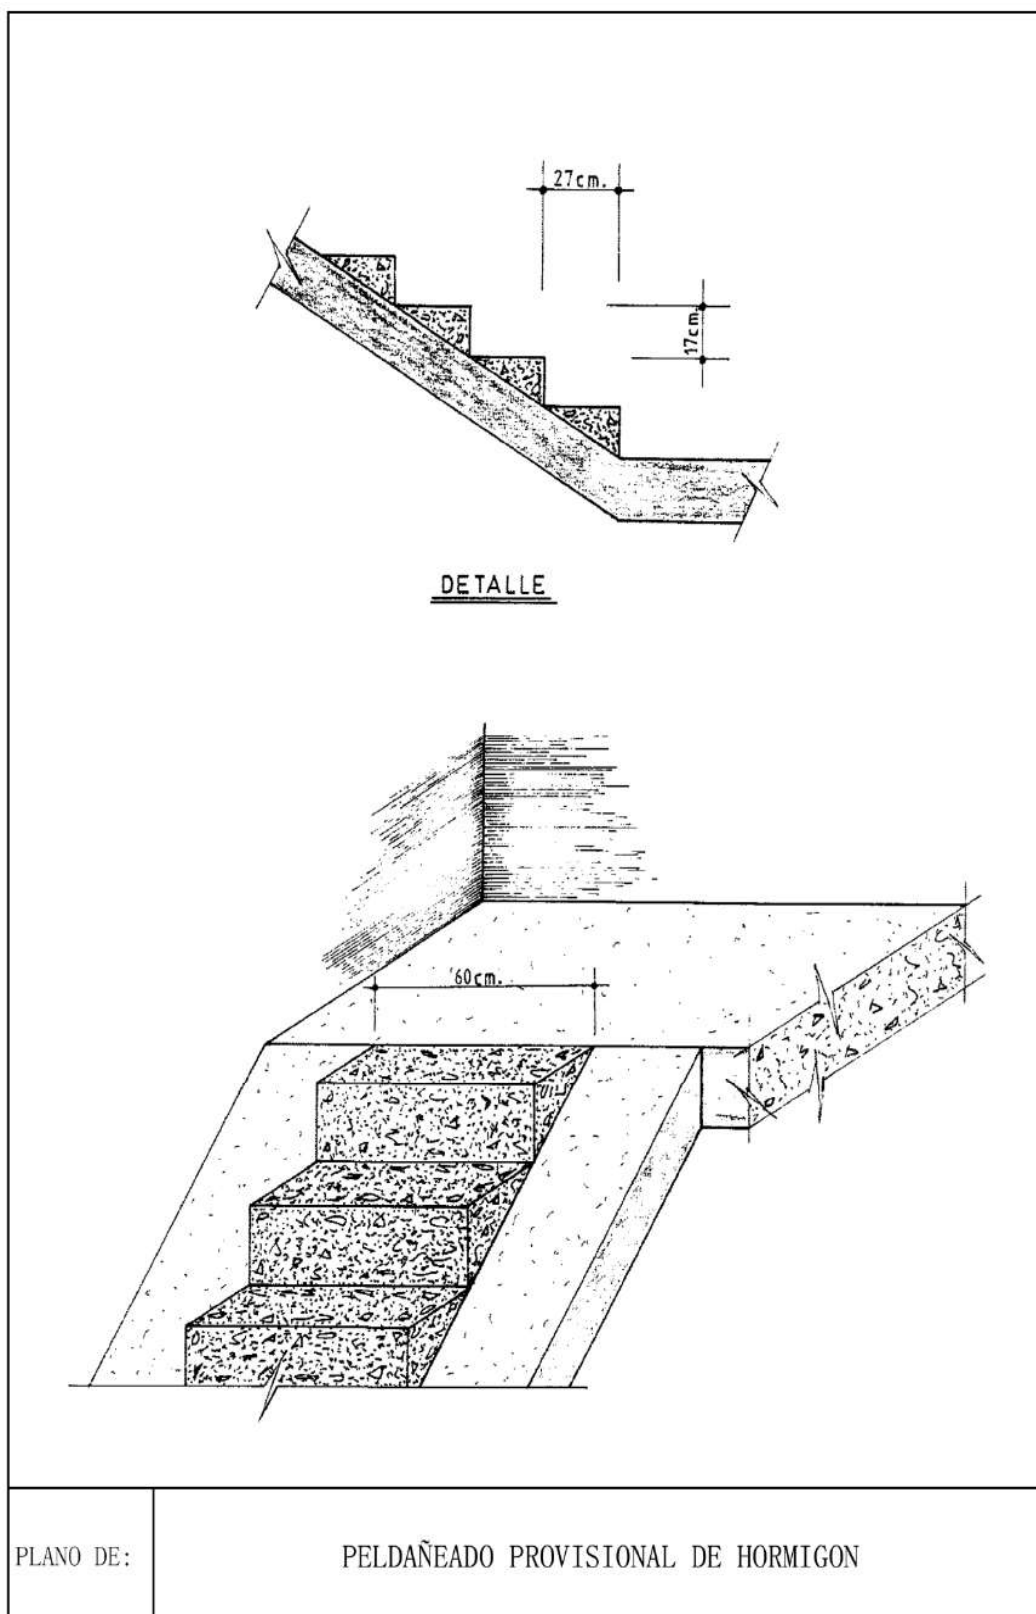 27cm.
17cm.
DETALLE
60cm.
PLANO DE:
PELDAÑEADO PROVISIONAL DE HORMIGON